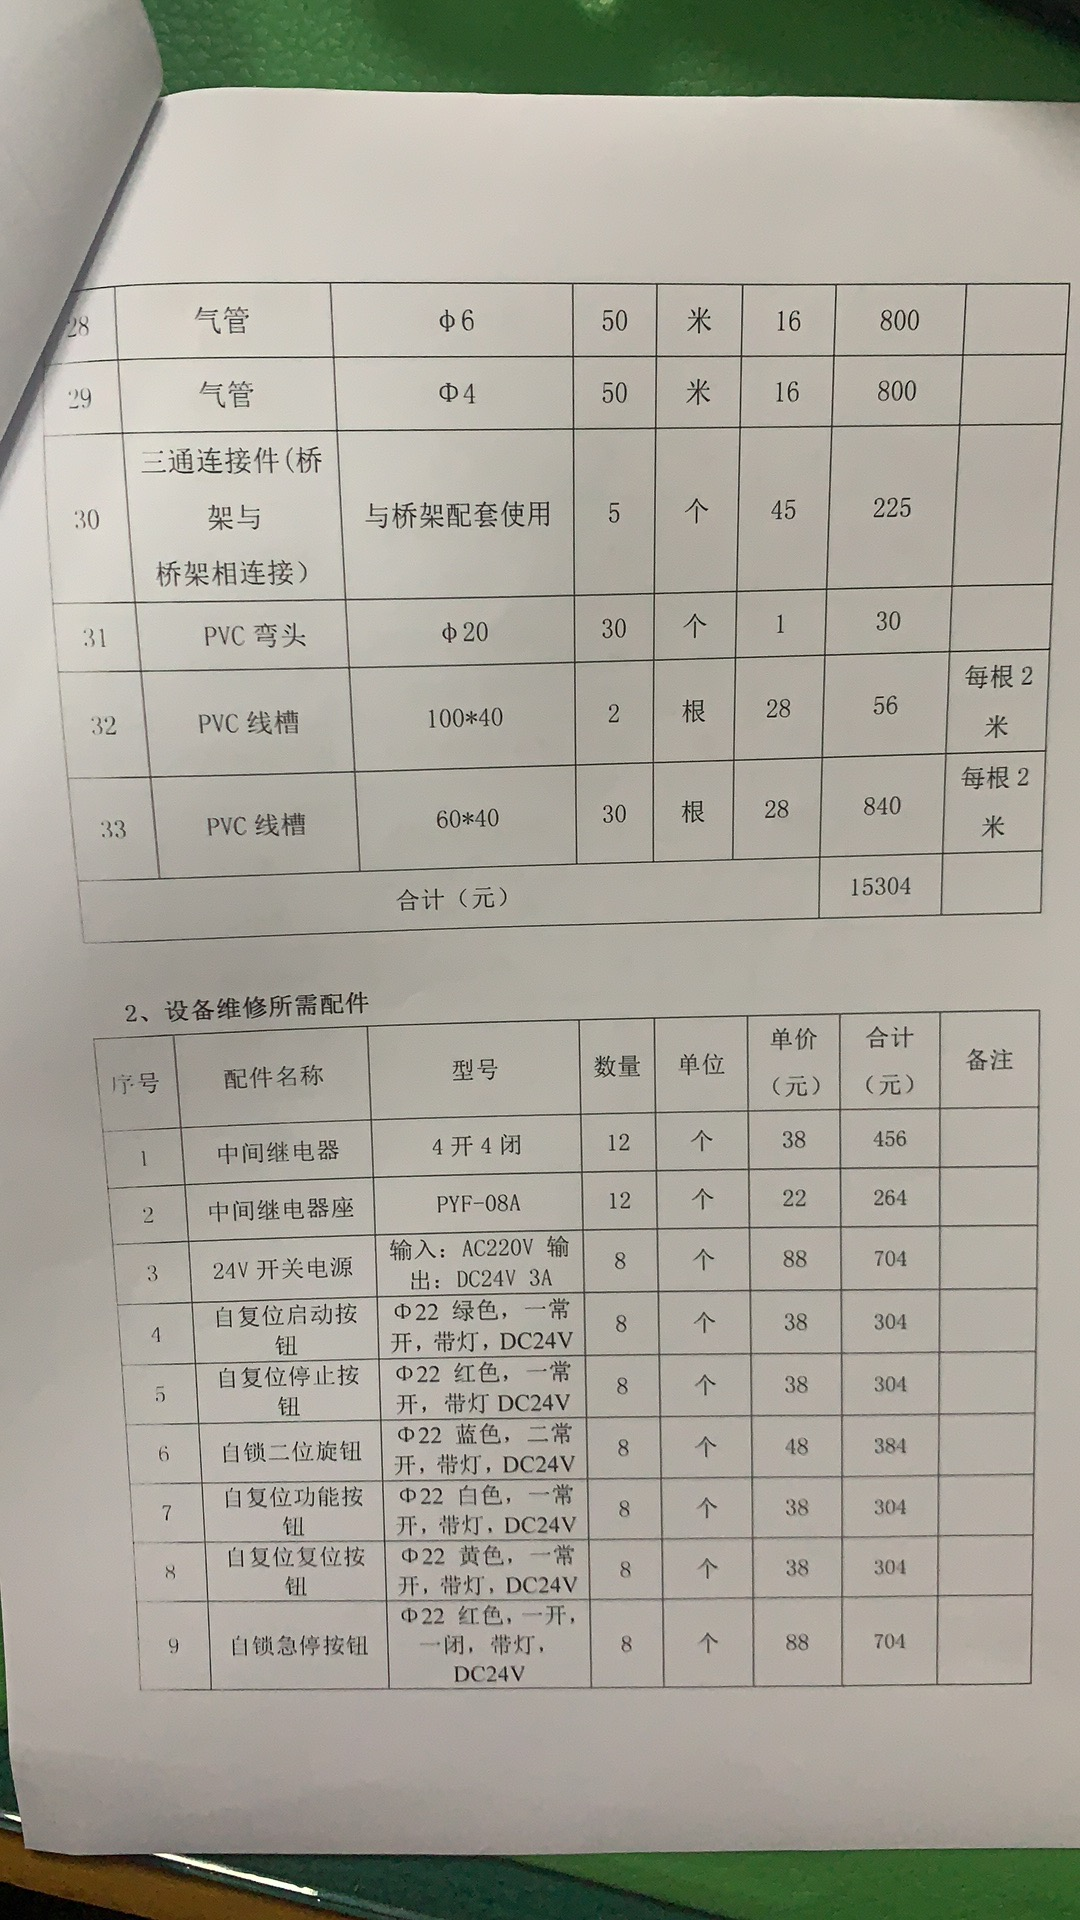 28 气管 φ6 50 米 16 800
29 气管 Φ4 50 米 16 800
三通连接件(桥
30 架与 与桥架配套使用 5 个 45 225
桥架相连接）
31 PVC 弯头 φ20 30 个 1 30
32 PVC 线槽 100*40 2 根 28 56 每根 2
米
33 PVC 线槽 60*40 30 根 28 840 每根 2
米
合计（元） 15304
2、设备维修所需配件
序号 配件名称 型号 数量 单位 单价 合计 备注
（元） （元）
1 中间继电器 4 开 4 闭 12 个 38 456
2 中间继电器座 PYF-08A 12 个 22 264
3 24V 开关电源 输入：AC220V 输 8 个 88 704
出：DC24V 3A
4 自复位启动按 Φ22 绿色，一常 8 个 38 304
钮 开，带灯，DC24V
5 自复位停止按 Φ22 红色，一常 8 个 38 304
钮 开，带灯 DC24V
6 自锁二位旋钮 Φ22 蓝色，二常 8 个 48 384
开，带灯，DC24V
7 自复位功能按 Φ22 白色，一常 8 个 38 304
钮 开，带灯，DC24V
8 自复位复位按 Φ22 黄色，一常 8 个 38 304
钮 开，带灯，DC24V
9 自锁急停按钮 Φ22 红色，一开， 8 个 88 704
一闭，带灯，
DC24V